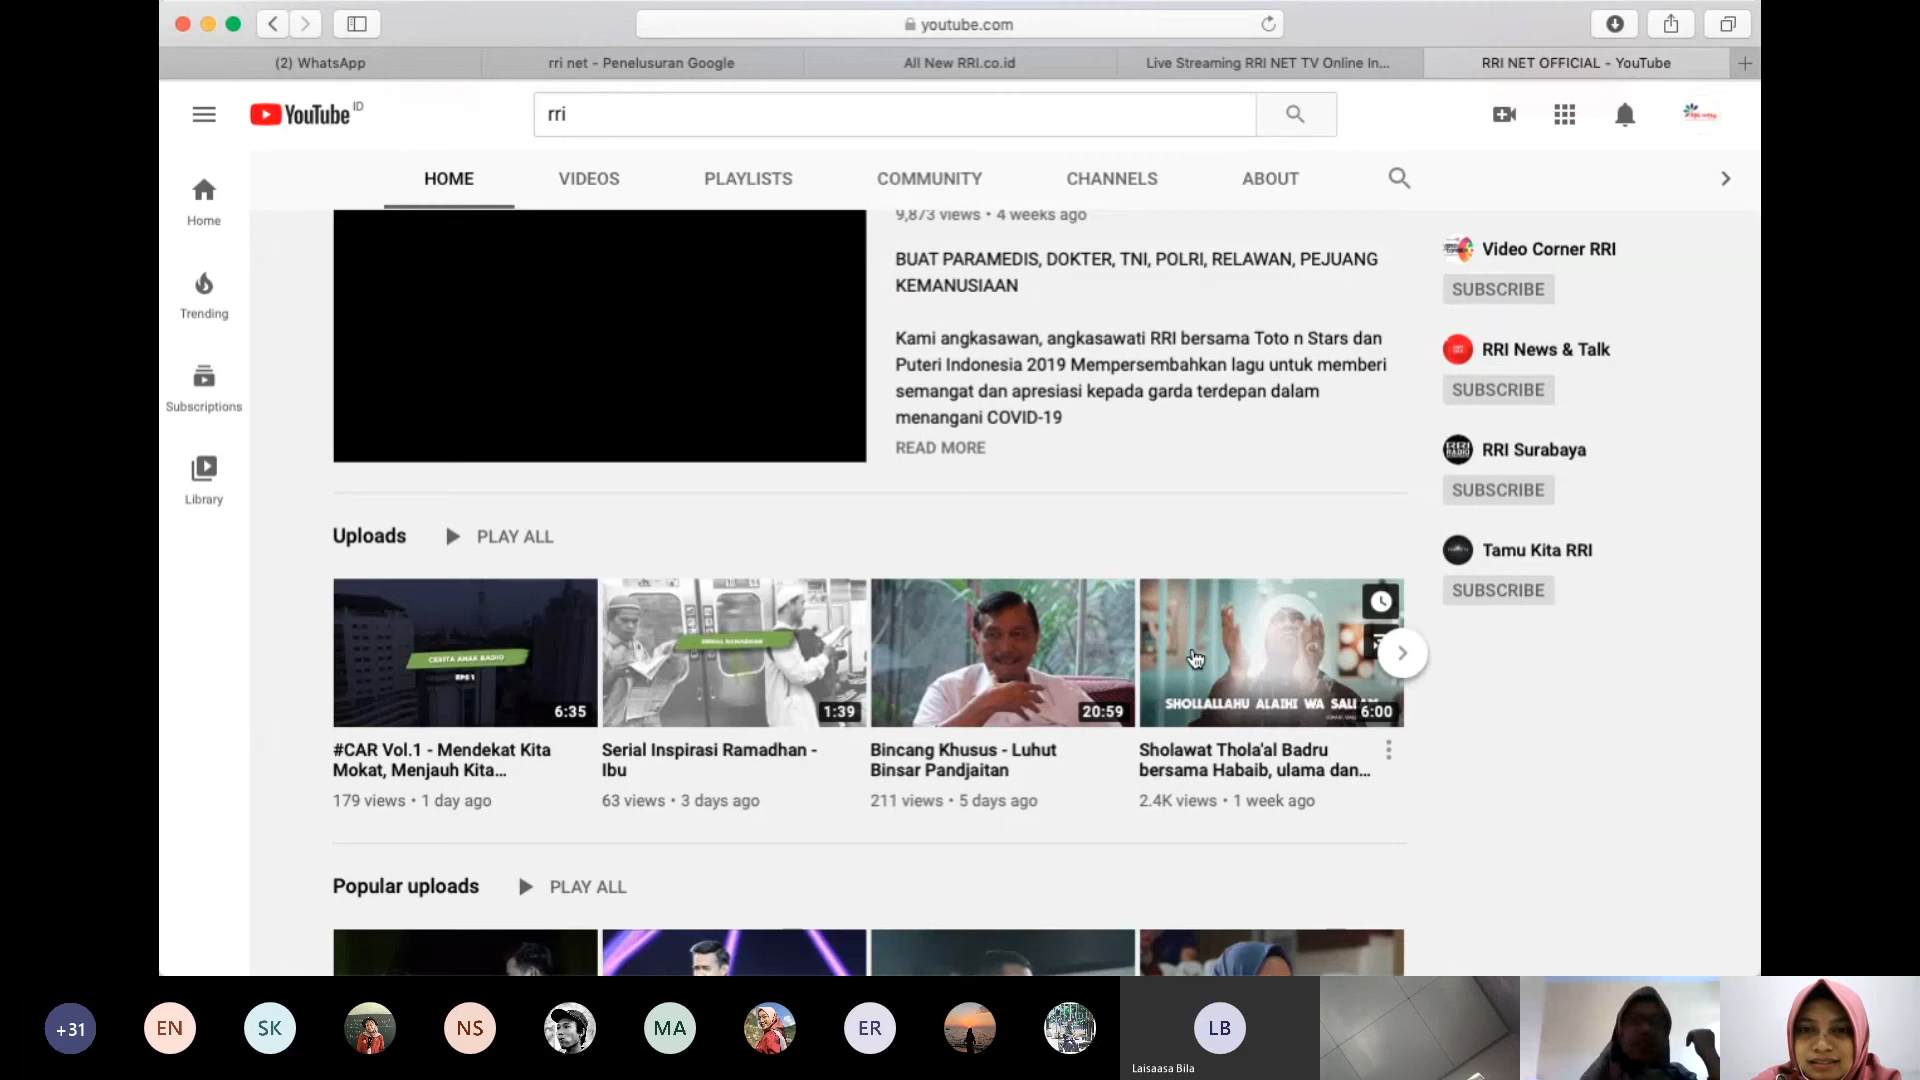 youtube.com
(2) WhatsApp
rri net - Penelusuran Google
All New RRI.co.id
Live Streaming RRI NET TV Online In...
RRI NET OFFICIAL - YouTube
YouTube ID
rri
HOME
VIDEOS
PLAYLISTS
COMMUNITY
CHANNELS
ABOUT
Home
Trending
Subscriptions
Library
9,873 views • 4 weeks ago
BUAT PARAMEDIS, DOKTER, TNI, POLRI, RELAWAN, PEJUANG
KEMANUSIAAN
Kami angkasawan, angkasawati RRI bersama Toto n Stars dan
Puteri Indonesia 2019 Mempersembahkan lagu untuk memberi
semangat dan apresiasi kepada garda terdepan dalam
menangani COVID-19
READ MORE
Video Corner RRI
SUBSCRIBE
RRI News & Talk
SUBSCRIBE
RRI Surabaya
SUBSCRIBE
Tamu Kita RRI
SUBSCRIBE
Uploads
PLAY ALL
CERITA ANAK RADIO
EPS 1
6:35
SERIAL RAMADHAN
1:39
20:59
SHOLLALLAHU ALAIHI WA
6:00
#CAR Vol.1 - Mendekat Kita
Mokat, Menjauh Kita...
179 views • 1 day ago
Serial Inspirasi Ramadhan -
Ibu
63 views • 3 days ago
Bincang Khusus - Luhut
Binsar Pandjaitan
211 views • 5 days ago
Sholawat Thola'al Badru
bersama Habaib, ulama dan...
2.4K views • 1 week ago
Popular uploads
PLAY ALL
+31
EN
SK
NS
MA
ER
LB
Laisaasa Bila